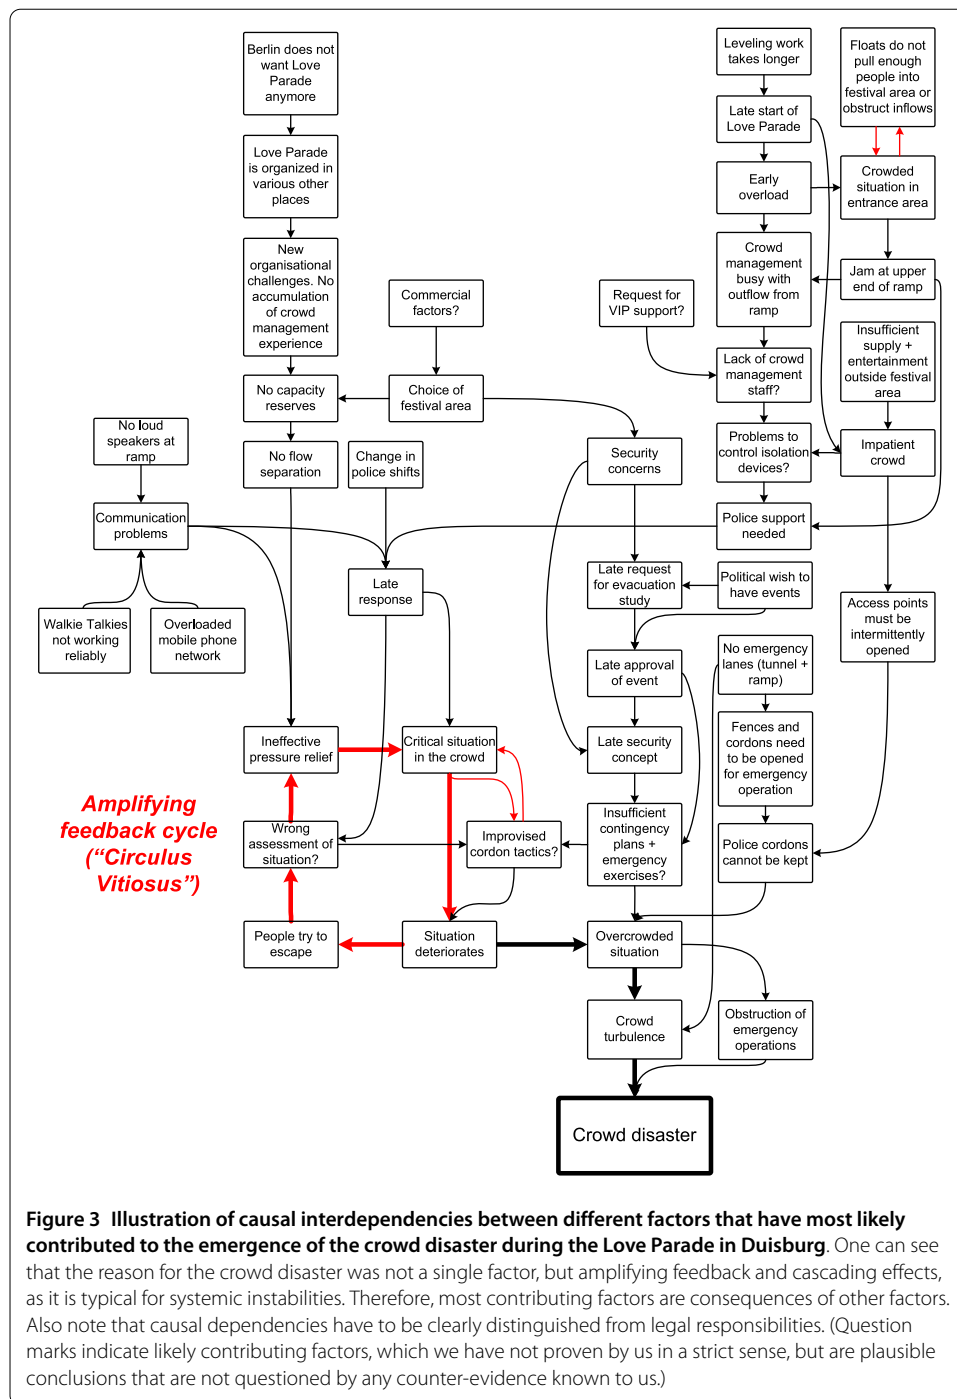 Berlin does not
want Love
Parade
anymore
Leveling work
takes longer
Floats do not
pull enough
people into
festival area or
obstruct inflows
Late start of
Love Parade
Love Parade
is organized in
various other
places
Early
overload
Crowded
situation in
entrance area
New
organisational
challenges. No
accumulation
of crowd
management
experience
Commercial
factors?
Request for
VIP support?
Crowd
management
busy with
outflow from
ramp
Jam at upper
end of ramp
Insufficient
supply +
entertainment
outside festival
area
No capacity
reserves
Choice of
festival area
Lack of crowd
management
staff?
No loud
speakers at
ramp
No flow
separation
Change in
police shifts
Security
concerns
Problems to
control isolation
devices?
Impatient
crowd
Communication
problems
Police support
needed
Late
response
Late request
for evacuation
study
Political wish to
have events
Walkie Talkies
not working
reliably
Overloaded
mobile phone
network
Access points
must be
intermittently
opened
Late approval
of event
No emergency
lanes (tunnel +
ramp)
Ineffective
pressure relief
Critical situation
in the crowd
Late security
concept
Fences and
cordons need
to be opened
for emergency
operation
Amplifying
feedback cycle
(“Circulus
Vitiosus”)
Wrong
assessment of
situation?
Improvised
cordon tactics?
Insufficient
contingency
plans +
emergency
exercises?
Police cordons
cannot be kept
People try to
escape
Situation
deteriorates
Overcrowded
situation
Crowd
turbulence
Obstruction of
emergency
operations
Crowd disaster
Figure 3 Illustration of causal interdependencies between different factors that have most likely
contributed to the emergence of the crowd disaster during the Love Parade in Duisburg. One can see
that the reason for the crowd disaster was not a single factor, but amplifying feedback and cascading effects,
as it is typical for systemic instabilities. Therefore, most contributing factors are consequences of other factors.
Also note that causal dependencies have to be clearly distinguished from legal responsibilities. (Question
marks indicate likely contributing factors, which we have not proven by us in a strict sense, but are plausible
conclusions that are not questioned by any counter-evidence known to us.)